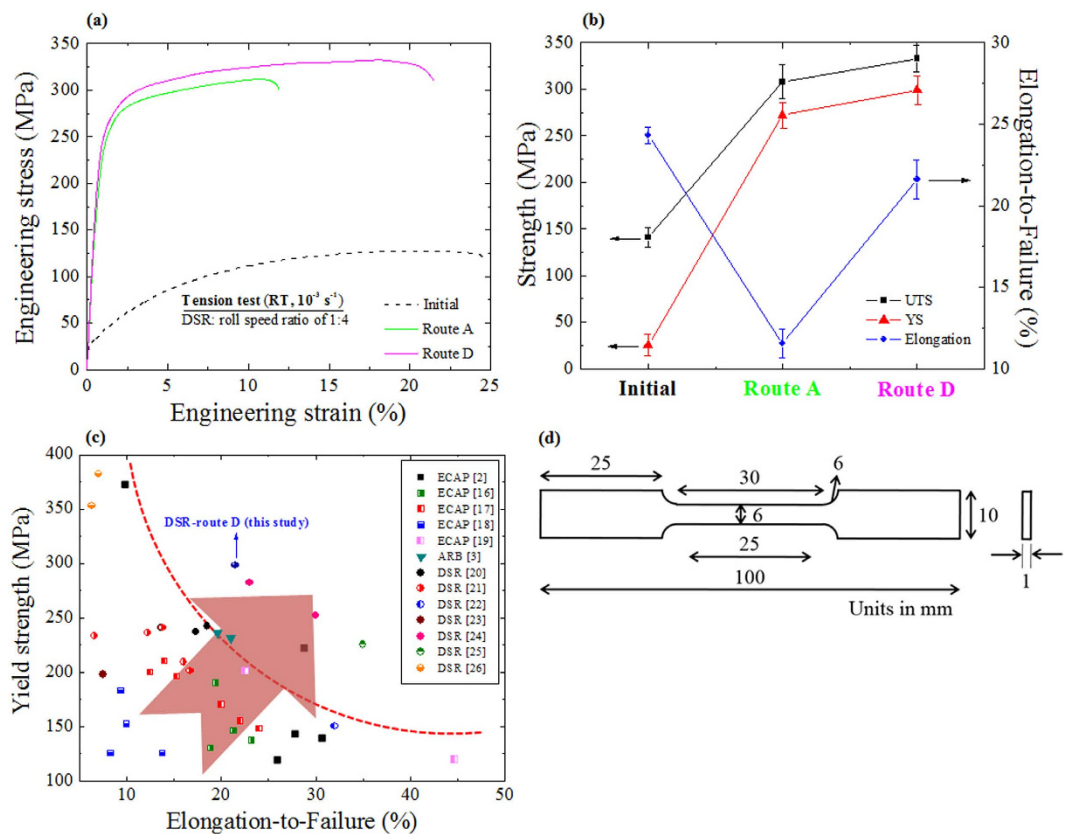 (a)
350
300
250
200
150
100
50
0
Engineering stress (MPa)
Tension test (RT, 10⁻³ s⁻¹)
DSR: roll speed ratio of 1:4
Initial
Route A
Route D
0 5 10 15 20 25
Engineering strain (%)
(b)
350
300
250
200
150
100
50
0
Strength (MPa)
30
25
20
15
10
Elongation-to-Failure (%)
UTS
YS
Elongation
Initial Route A Route D
(c)
400
350
300
250
200
150
100
Yield strength (MPa)
DSR-route D (this study)
ECAP [2]
ECAP [16]
ECAP [17]
ECAP [18]
ECAP [19]
ARB [3]
DSR [20]
DSR [21]
DSR [22]
DSR [23]
DSR [24]
DSR [25]
DSR [26]
10 20 30 40 50
Elongation-to-Failure (%)
(d)
25
30
6
6
10
25
100
1
Units in mm